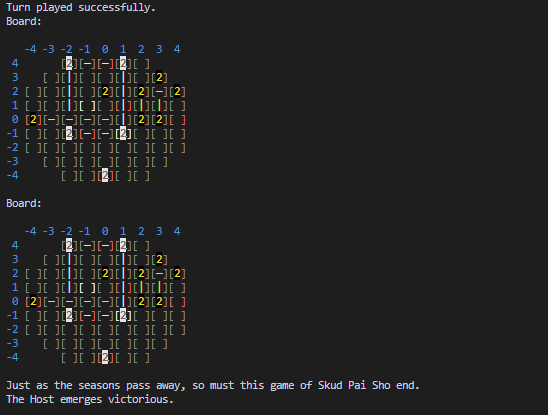 Turn played successfully.
Board:
   -4 -3 -2 -1  0  1  2  3  4
 4       [2][─][─][2][ ]
 3    [ ][|][ ][ ][|][ ][2]
 2 [ ][ ][|][ ][2][|][2][─][2]
 1 [ ][ ][|][ ][ ][|][|][|][ ]
 0 [2][─][─][─][─][|][2][2][ ]
-1 [ ][ ][2][─][─][2][ ][ ][ ]
-2 [ ][ ][ ][ ][ ][ ][ ][ ][ ]
-3    [ ][ ][ ][ ][ ][ ][ ]
-4       [ ][ ][2][ ][ ]
Board:
   -4 -3 -2 -1  0  1  2  3  4
 4       [2][─][─][2][ ]
 3    [ ][|][ ][ ][|][ ][2]
 2 [ ][ ][|][ ][2][|][2][─][2]
 1 [ ][ ][|][ ][ ][|][|][|][ ]
 0 [2][─][─][─][─][|][2][2][ ]
-1 [ ][ ][2][─][─][2][ ][ ][ ]
-2 [ ][ ][ ][ ][ ][ ][ ][ ][ ]
-3    [ ][ ][ ][ ][ ][ ][ ]
-4       [ ][ ][2][ ][ ]
Just as the seasons pass away, so must this game of Skud Pai Sho end.
The Host emerges victorious.